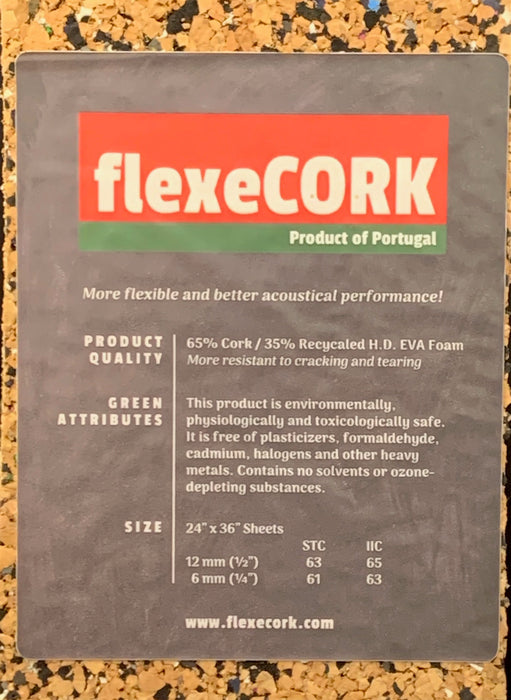 flexeCORK
Product of Portugal
More flexible and better acoustical performance!
PRODUCT QUALITY
65% Cork / 35% Recycaled H.D. EVA Foam
More resistant to cracking and tearing
GREEN ATTRIBUTES
This product is environmentally,
physiologically and toxicologically safe.
It is free of plasticizers, formaldehyde,
cadmium, halogens and other heavy
metals. Contains no solvents or ozone-
depleting substances.
SIZE
24" x 36" Sheets
STC IIC
12 mm (½") 63 65
6 mm (¼") 61 63
www.flexecork.com